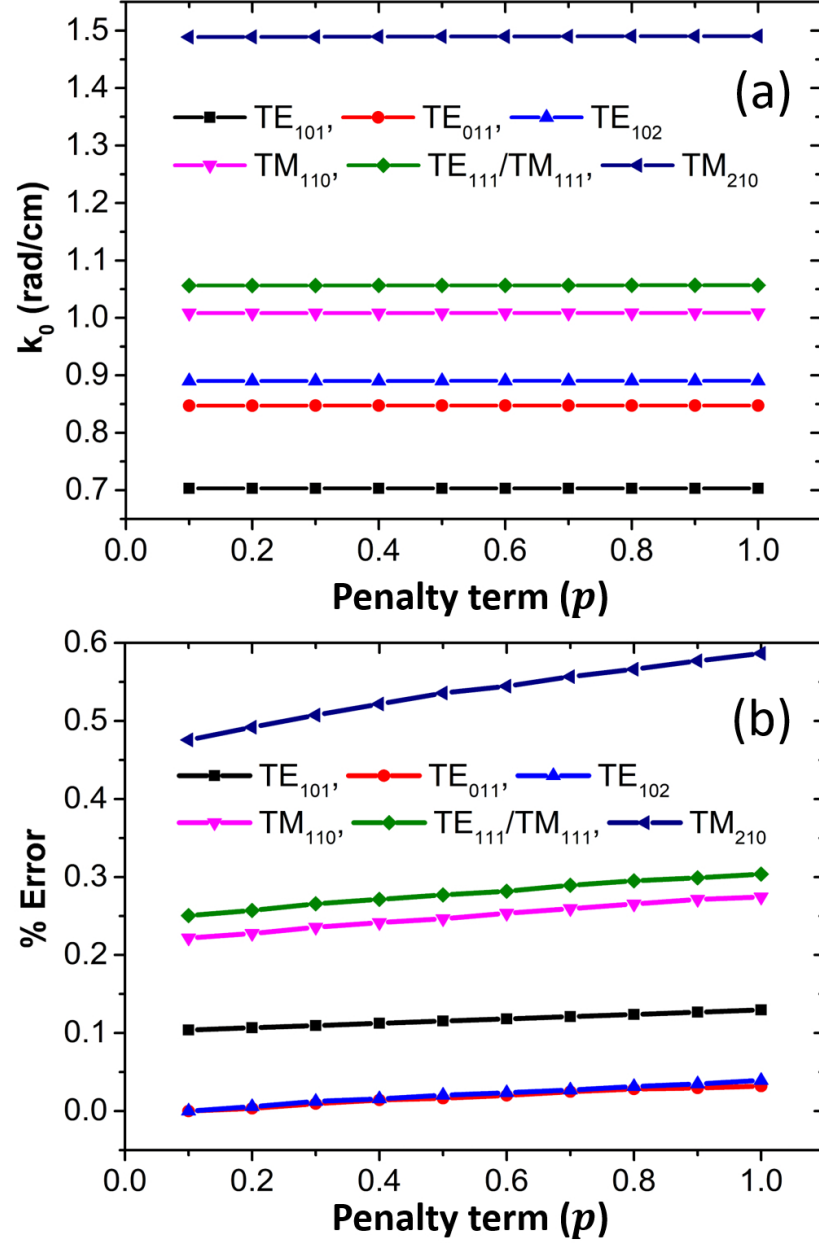 1.5
(a)
1.4
TE101, TE011, TE102
1.3
TM110, TE111/TM111, TM210
1.2
1.1
1.0
0.9
0.8
0.7
k0 (rad/cm)
0.0 0.2 0.4 0.6 0.8 1.0
Penalty term (p)
0.6
(b)
0.5
TE101, TE011, TE102
0.4
TM110, TE111/TM111, TM210
0.3
0.2
0.1
0.0
% Error
0.0 0.2 0.4 0.6 0.8 1.0
Penalty term (p)